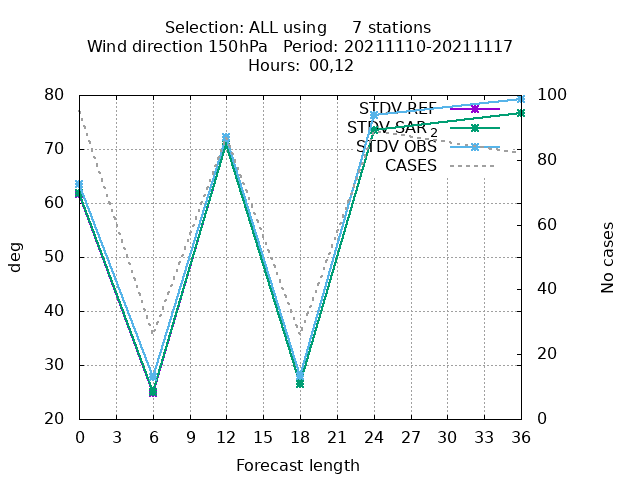 Selection: ALL using     7 stations
Wind direction 150hPa   Period: 20211110-20211117
Hours: 00,12
80 100
STDV REF
STDV SAR 2
70
STDV OBS
80
CASES
60
60
deg
No cases
50
40
40
30
20
20 0
0 3 6 9 12 15 18 21 24 27 30 33 36
Forecast length